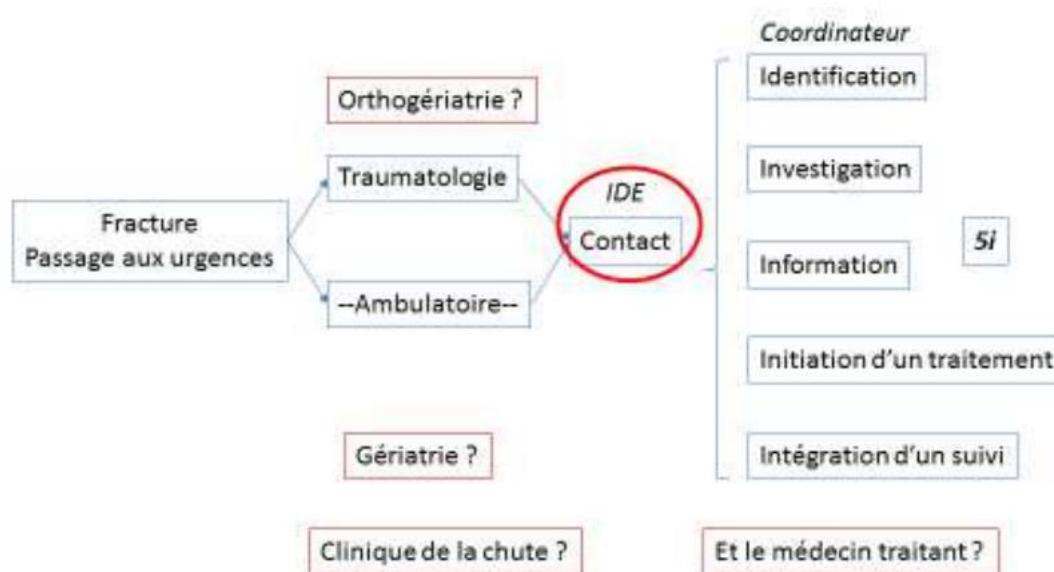 Coordinateur
Identification
Orthogériatrie ?
Traumatologie
Investigation
IDE
Fracture
Passage aux urgences
Contact
5i
Information
--Ambulatoire--
Initiation d'un traitement
Gériatrie ?
Intégration d'un suivi
Clinique de la chute ?
Et le médecin traitant ?